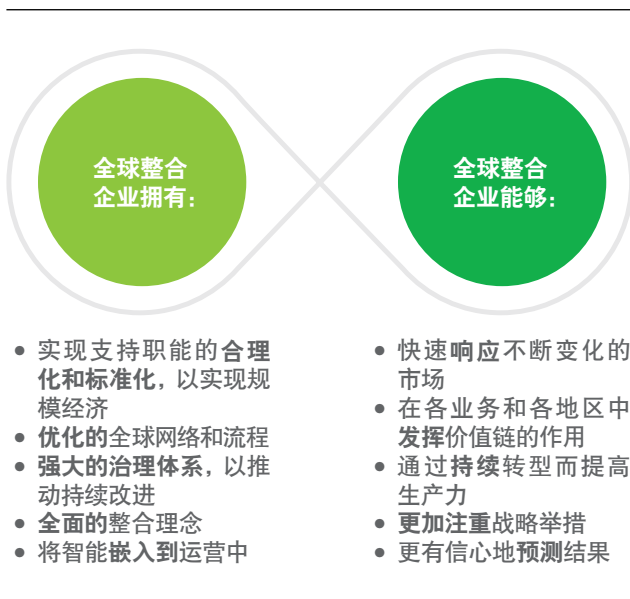 全球整合
企业拥有：
全球整合
企业能够：
• 实现支持职能的合理
化和标准化，以实现规
模经济
• 优化的全球网络和流程
• 强大的治理体系，以推
动持续改进
• 全面的整合理念
• 将智能嵌入到运营中
• 快速响应不断变化的
市场
• 在各业务和各地区中
发挥价值链的作用
• 通过持续转型而提高
生产力
• 更加注重战略举措
• 更有信心地预测结果